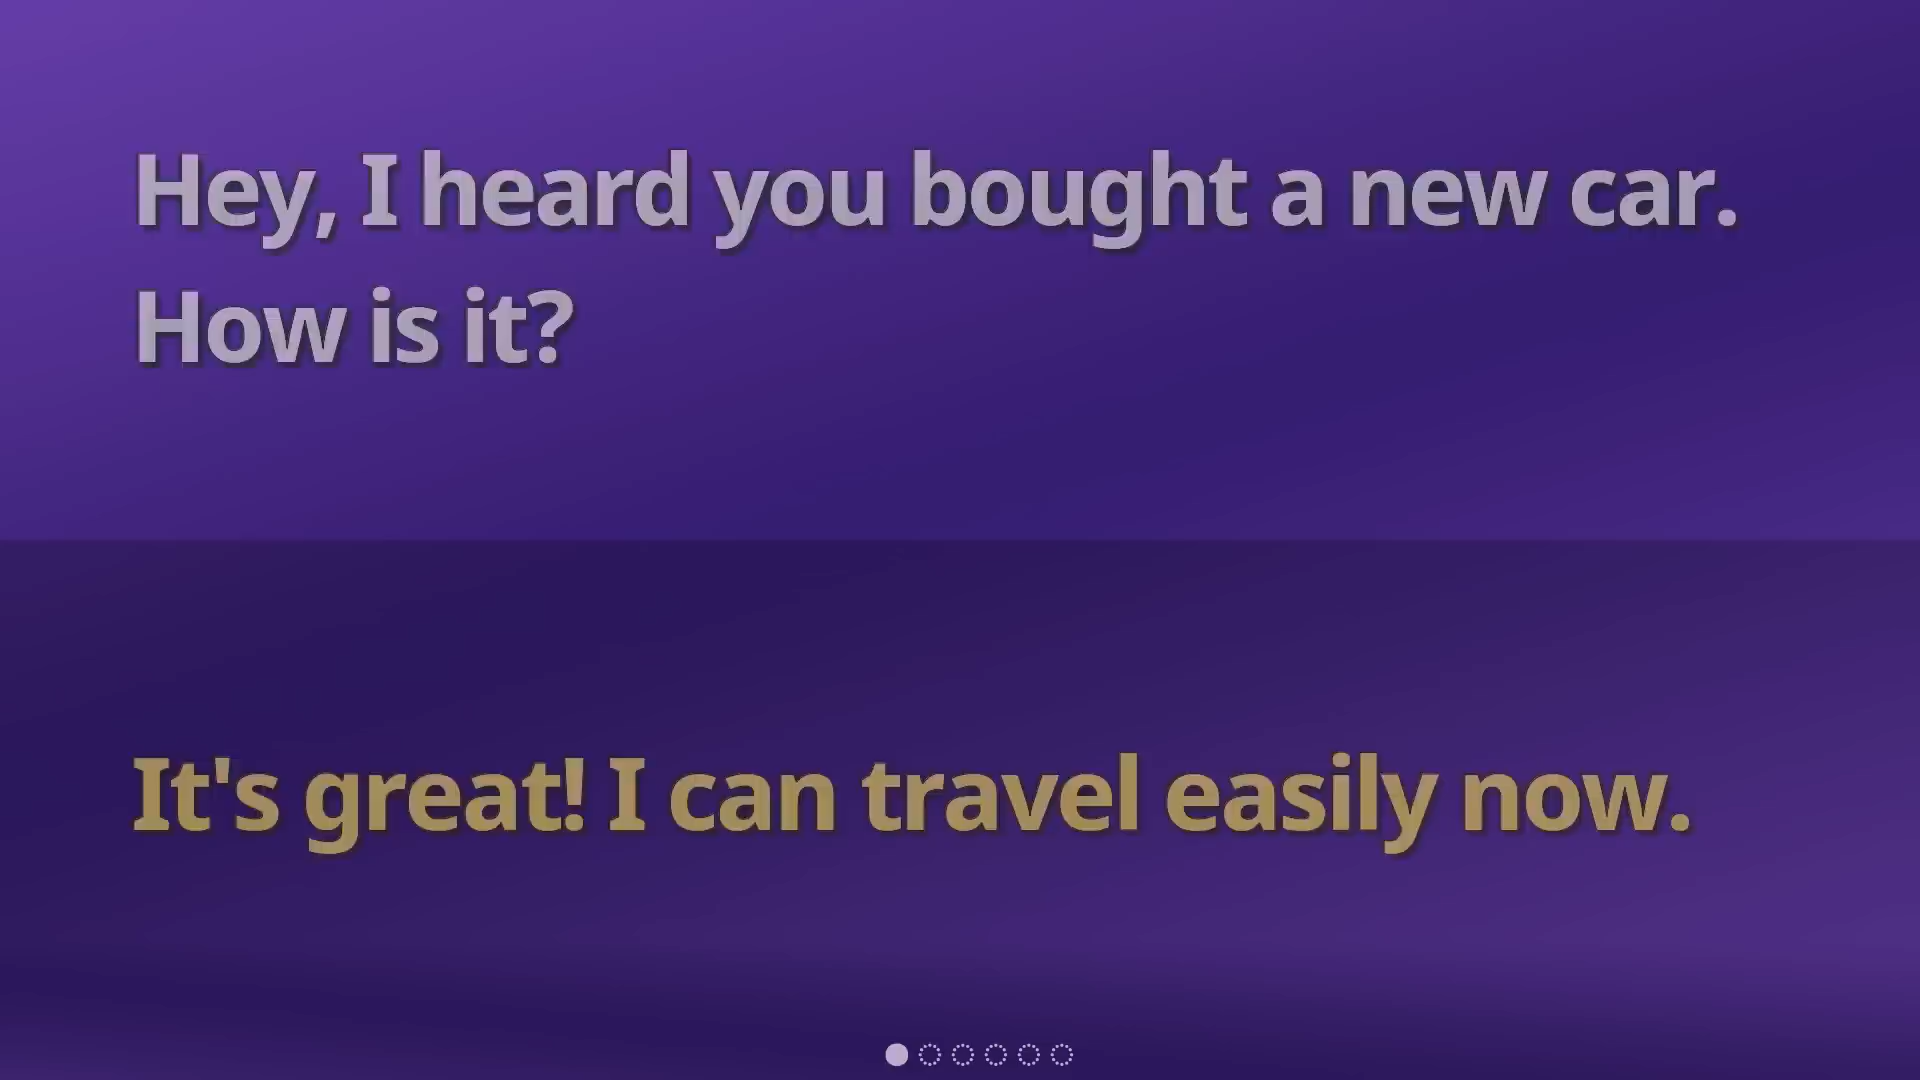 Hey, I heard you bought a new car.
How is it?
It's great! I can travel easily now.